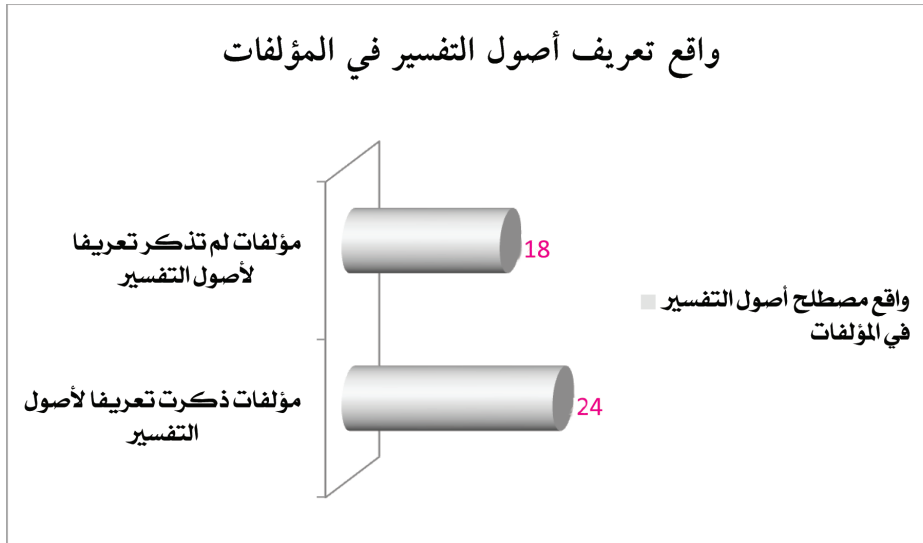 واقع تعريف أصول التفسير في المؤلفات
مؤلفات لم تذكر تعريفا
لأصول التفسير
18
واقع مصطلح أصول التفسير
في المؤلفات
مؤلفات ذكرت تعريفا لأصول
التفسير
24